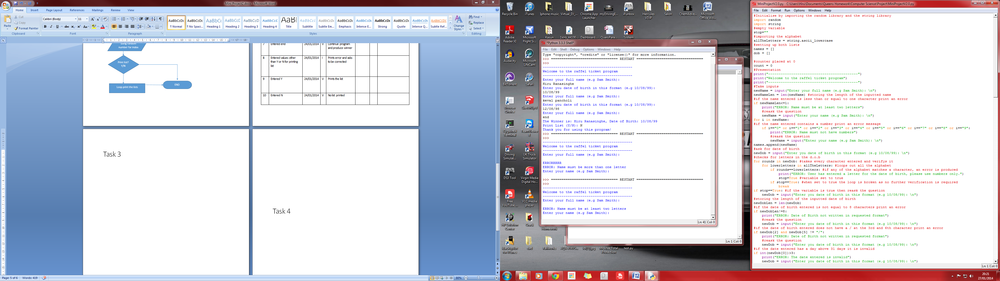 Mini Project2.docx - Microsoft Word
Home Insert Page Layout References Mailings Review View
Paste
Cut
Copy
Format Painter
Calibri (Body) 11
AaBbCcDc AaBbCcDc AaBbC AaBbCc AaBbCcD AaBbCcE
¶ Normal ¶ No Spaci... Heading 1 Heading 2 Heading 3 Heading 4 Title Subtitle Subtle Em... Emphasis Intense E... Strong Quote Intense Q... Subtle Ref...
Change Styles
Find
Replace
Select
Clipboard Font Paragraph Styles Editing
using random
number for index
Print list?
Y/N
Loop print the lists
END
7 Entered end 24/01/2014 V Continue program and produce winner
8 Entered values other than Y or N for printing list 24/01/2014 I Prints error and asks to be corrected
9 Entered Y 24/01/2014 V Prints the list
10 Entered N 24/01/2014 V No list printed
Task 3
Task 4
Page: 5 of 6 Words: 419
80%
Recycle Bin iTunes Iphone music Virtual_DJ_... Chrome App Launcher myDrivingE... iFunbox Hercules VDJP Salon ChemAdve... Microsoft Office Wo...
Adobe Reader XI Microsoft Flight Si... Kasun 1kHz_44100... Dashboard... QueryPara... System
Audacity Microsoft LifeCam
BitTorrent Safari
Browser Choice SketchUp 8
Cygwin64 Terminal TeamViewer 8
Driving Simulat... UK Truck Simulator
DS3 Tool Virgin Media Digital Ho...
Free YouTube ... VLC media player
HP Solution Center Crack Homework
iBackupBot for iTunes dad Railworks AQA-PHYS... lol[1].jpg McAfee Total Protection test.py
*Python 3.3.3 Shell*
File Edit Shell Debug Options Windows Help
Type "copyright", "credits" or "license()" for more information.
>>> ================================ RESTART ================================
>>>
-------------------------------------------
Welcome to the raffel ticket program
-------------------------------------------
Enter your full name (e.g Sam Smith):
Hiru Ranasinghe
Enter you date of birth in this format (e.g 10/08/99):
10/08/99
Enter your full name (e.g Sam Smith):
keval pancholi
Enter you date of birth in this format (e.g 10/08/99):
12/08/98
Enter your full name (e.g Sam Smith):
end
The Winner is: Hiru Ranasinghe, Date of Birth: 10/08/99
Print List (Y/N): N
Thank you for using this program!
>>> ================================ RESTART ================================
>>>
-------------------------------------------
Welcome to the raffel ticket program
-------------------------------------------
Enter your full name (e.g Sam Smith):
ERRORRRRR
ERROR: Name must be more than one letter
Enter your name (e.g Sam Smith):
>>> ================================ RESTART ================================
>>>
-------------------------------------------
Welcome to the raffel ticket program
-------------------------------------------
Enter your full name (e.g Sam Smith):
ERROR: Name must be at least two letters
Enter your name (e.g Sam Smith):
Ln: 41 Col: 0
Ln: 1 Col: 0
MiniProjectV2.0.py - C:\Users\Hiru\Documents\Queens Homework\Computer Science\Project\MiniProjectV2.0.py
File Edit Format Run Options Windows Help
#Initialise by importing the random library and the string library
import random
import string
#empty variable
stop=""
#importing the alphabet
allTheLetters = string.ascii_lowercase
#setting up both lists
names = []
dob = []
#counter placed at 0
count = 0
#Presentation
print("-------------------------------------------")
print("Welcome to the raffel ticket program")
print("-------------------------------------------")
#Take inputs
newName = input("Enter your full name (e.g Sam Smith): \n")
newNameLen = len(newName) #storing the length of the inputted name
#if the name entered is less than or equal to one character print an error
if newNameLen<=1:
print("ERROR: Name must be at least two letters")
#reask the question
newName = input("Enter your name (e.g Sam Smith): \n")
for i in newName:
#if the name entered contains a number print an error message
if i=="0" or i=="1" or i=="2" or i=="3" or i=="4" or i=="5" or i=="6" or i=="7" or i=="8" or i=="9":
print("ERROR: Name must not have numbers")
#reask the question
newName = input("Enter your name (e.g Sam Smith): \n")
names.append(newName)
#ask for date of birth
newDob = input("Enter you date of birth in this format (e.g 10/08/99): \n")
#checks for letters in the d.o.b
for rounds in newDob: #takes every character entered and verifys it
for lowerletters in allTheLetters: #loops out all the alphabet
if rounds==lowerletters: #if any of the alphabet matches a character, an error is produced
print("ERROR: User has entered a letter for the date of birth, please use numbers only.")
stop=True #variable set to true
if stop==True: #when set to true the loop is broken as no further verification is required
break
if stop==True: #if the variable is true then reask the question
newDob = input("Enter you date of birth in this format (e.g 10/08/99): \n")
#storing the length of the inputted date of birth
newDobLen = len(newDob)
#if the date of birth entered is not equal to 8 characters print an error
if newDobLen!=8:
print("ERROR: Date of Birth not written in requested format")
#reask the question
newDob = input("Enter you date of birth in this format (e.g 10/08/99): \n")
#if the date of birth entered does not have a / at the 3rd and 6th character print an error
if newDob[2] and newDob[5] != "/":
print("ERROR: Date of Birth not written in requested format")
#reask the question
newDob = input("Enter you date of birth in this format (e.g 10/08/99): \n")
#if the date entered has a day above 31 days it is invalid
if int(newDob[0])>3:
print("ERROR: The date entered is invalid")
newDob = input("Enter you date of birth in this format (e.g 10/08/99): \n")
Ln: 1 Col: 0
20:21
27/01/2014